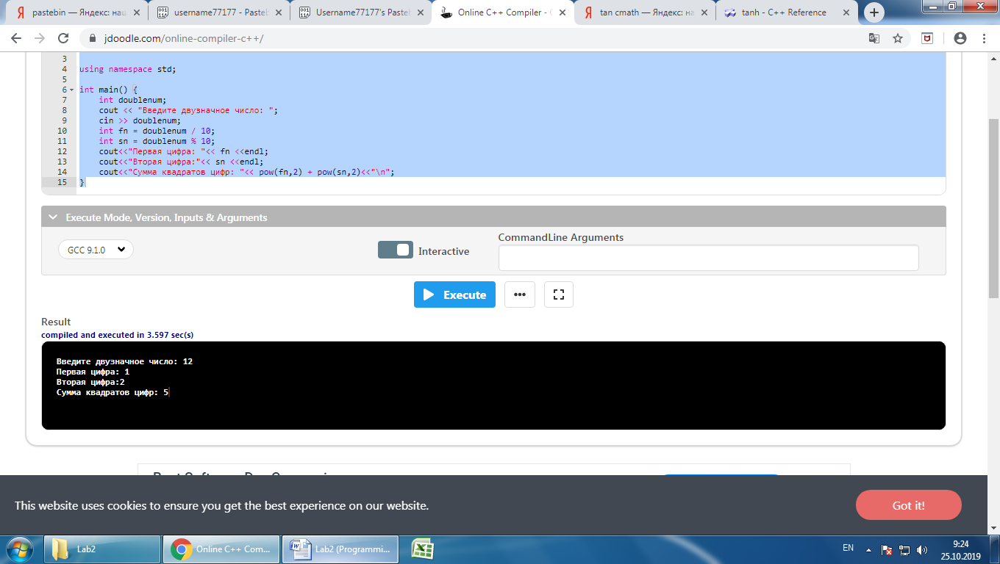 pastebin — Яндекс: наш
username77177 - Pasteb
Username77177's Pasteb
Online C++ Compiler - 
tan cmath — Яндекс: на
tanh - C++ Reference
jdoodle.com/online-compiler-c++/
3
4 using namespace std;
5
6 int main() {
7 int doublenum;
8 cout << "Введите двузначное число: ";
9 cin >> doublenum;
10 int fn = doublenum / 10;
11 int sn = doublenum % 10;
12 cout<<"Первая цифра: "<< fn <<endl;
13 cout<<"Вторая цифра:"<< sn <<endl;
14 cout<<"Сумма квадратов цифр: "<< pow(fn,2) + pow(sn,2)<<"\n";
15 }
Execute Mode, Version, Inputs & Arguments
CommandLine Arguments
GCC 9.1.0
Interactive
Execute
Result
compiled and executed in 3.597 sec(s)
Введите двузначное число: 12
Первая цифра: 1
Вторая цифра:2
Сумма квадратов цифр: 5
This website uses cookies to ensure you get the best experience on our website.
Got it!
Lab2
Online C++ Com...
Lab2 (Programmi...
EN
9:24
25.10.2019